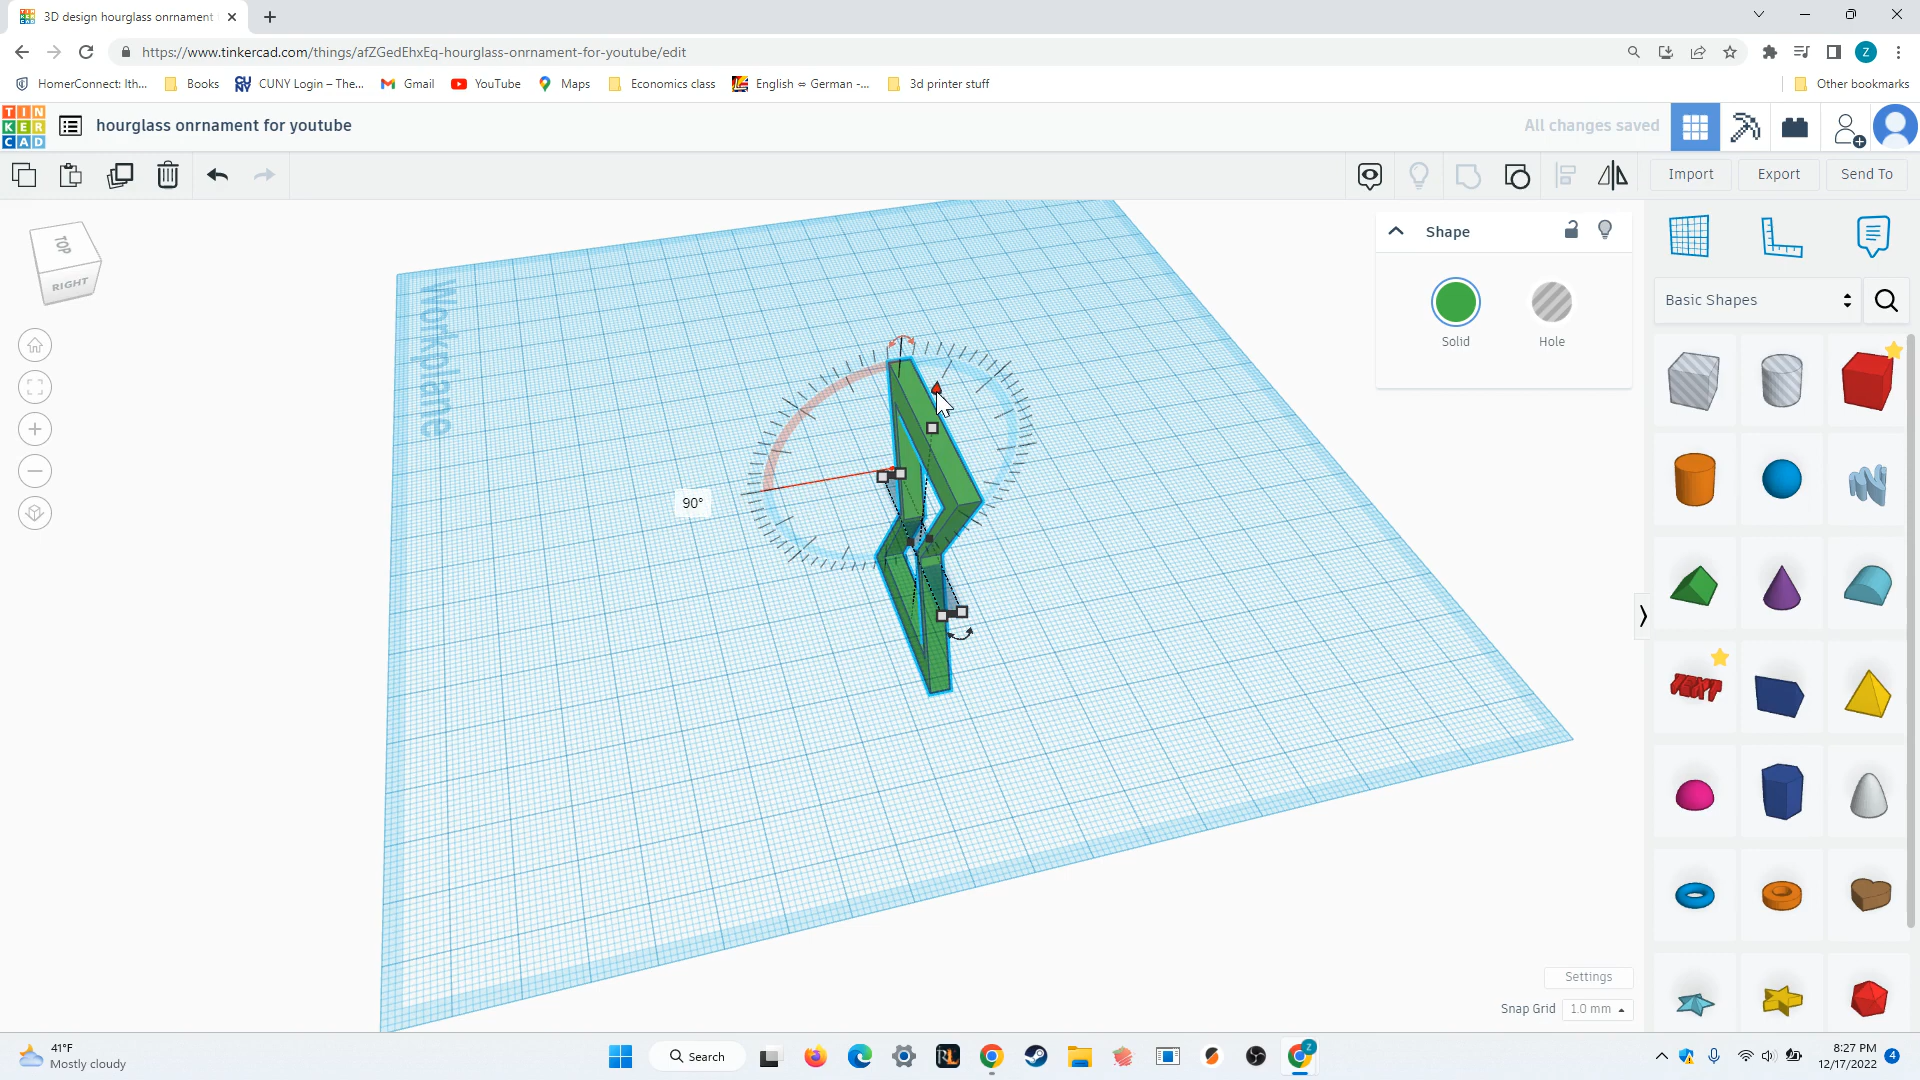 3D design hourglass onrnament
https://www.tinkercad.com/things/afZGedEhxEq-hourglass-onrnament-for-youtube/edit
Z
HomerConnect: Ith...
Books
CUNY Login – The...
Gmail
YouTube
Maps
Economics class
English ⇔ German -...
3d printer stuff
Other bookmarks
TIN
KER
CAD
hourglass onrnament for youtube
All changes saved
Import
Export
Send To
TOP
RIGHT
Workplane
90°
Shape
Solid
Hole
Basic Shapes
TEXT
Settings
Snap Grid
1.0 mm
41°F
Mostly cloudy
Search
RL
Z
8:27 PM
12/17/2022
4